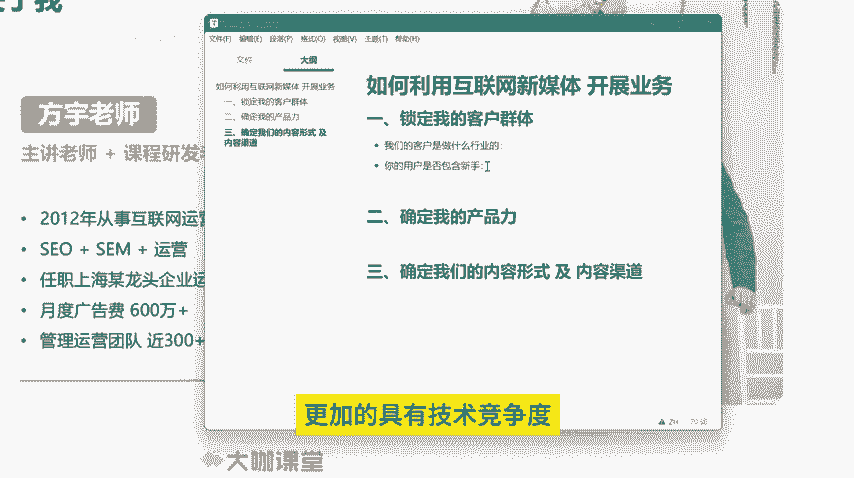 关于我
方宇老师
主讲老师 + 课程研发
2012年从事互联网运营
SEO + SEM + 运营
任职上海某龙头企业运
月度广告费 600万+
管理运营团队 近300+
文件(F) 编辑(E) 段落(P) 格式(O) 视图(V) 主题(T) 帮助(H)
文件 大纲
如何利用互联网新媒体 开展业务
一、锁定我的客户群体
二、确定我的产品力
三、确定我们的内容形式 及
内容渠道
如何利用互联网新媒体 开展业务
一、锁定我的客户群体
我们的客户是做什么行业的：
你的用户是否包含新手：
二、确定我的产品力
三、确定我们的内容形式 及 内容渠道
更加的具有技术竞争度
大咖课堂